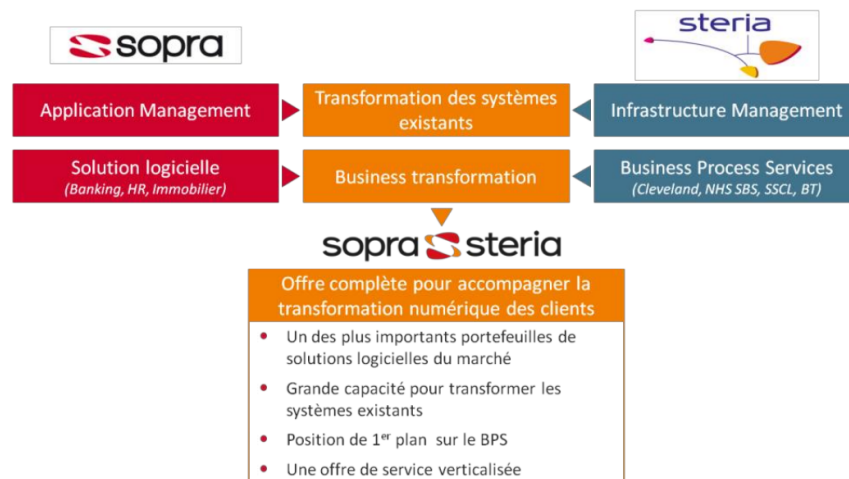 sopra
steria
Application Management
Transformation des systèmes
existants
Infrastructure Management
Solution logicielle
(Banking, HR, Immobilier)
Business transformation
Business Process Services
(Cleveland, NHS SBS, SSCL, BT)
sopra steria
Offre complète pour accompagner la
transformation numérique des clients
• Un des plus importants portefeuilles de
solutions logicielles du marché
• Grande capacité pour transformer les
systèmes existants
• Position de 1er plan sur le BPS
• Une offre de service verticalisée